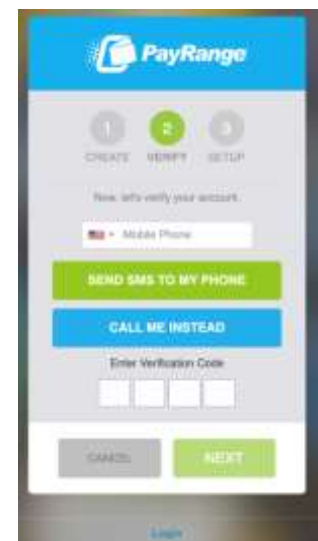 PayRange
1 2 3
CREATE VERIFY SETUP
Now, let's verify your account.
Mobile Phone
SEND SMS TO MY PHONE
CALL ME INSTEAD
Enter Verification Code
CANCEL NEXT
Login